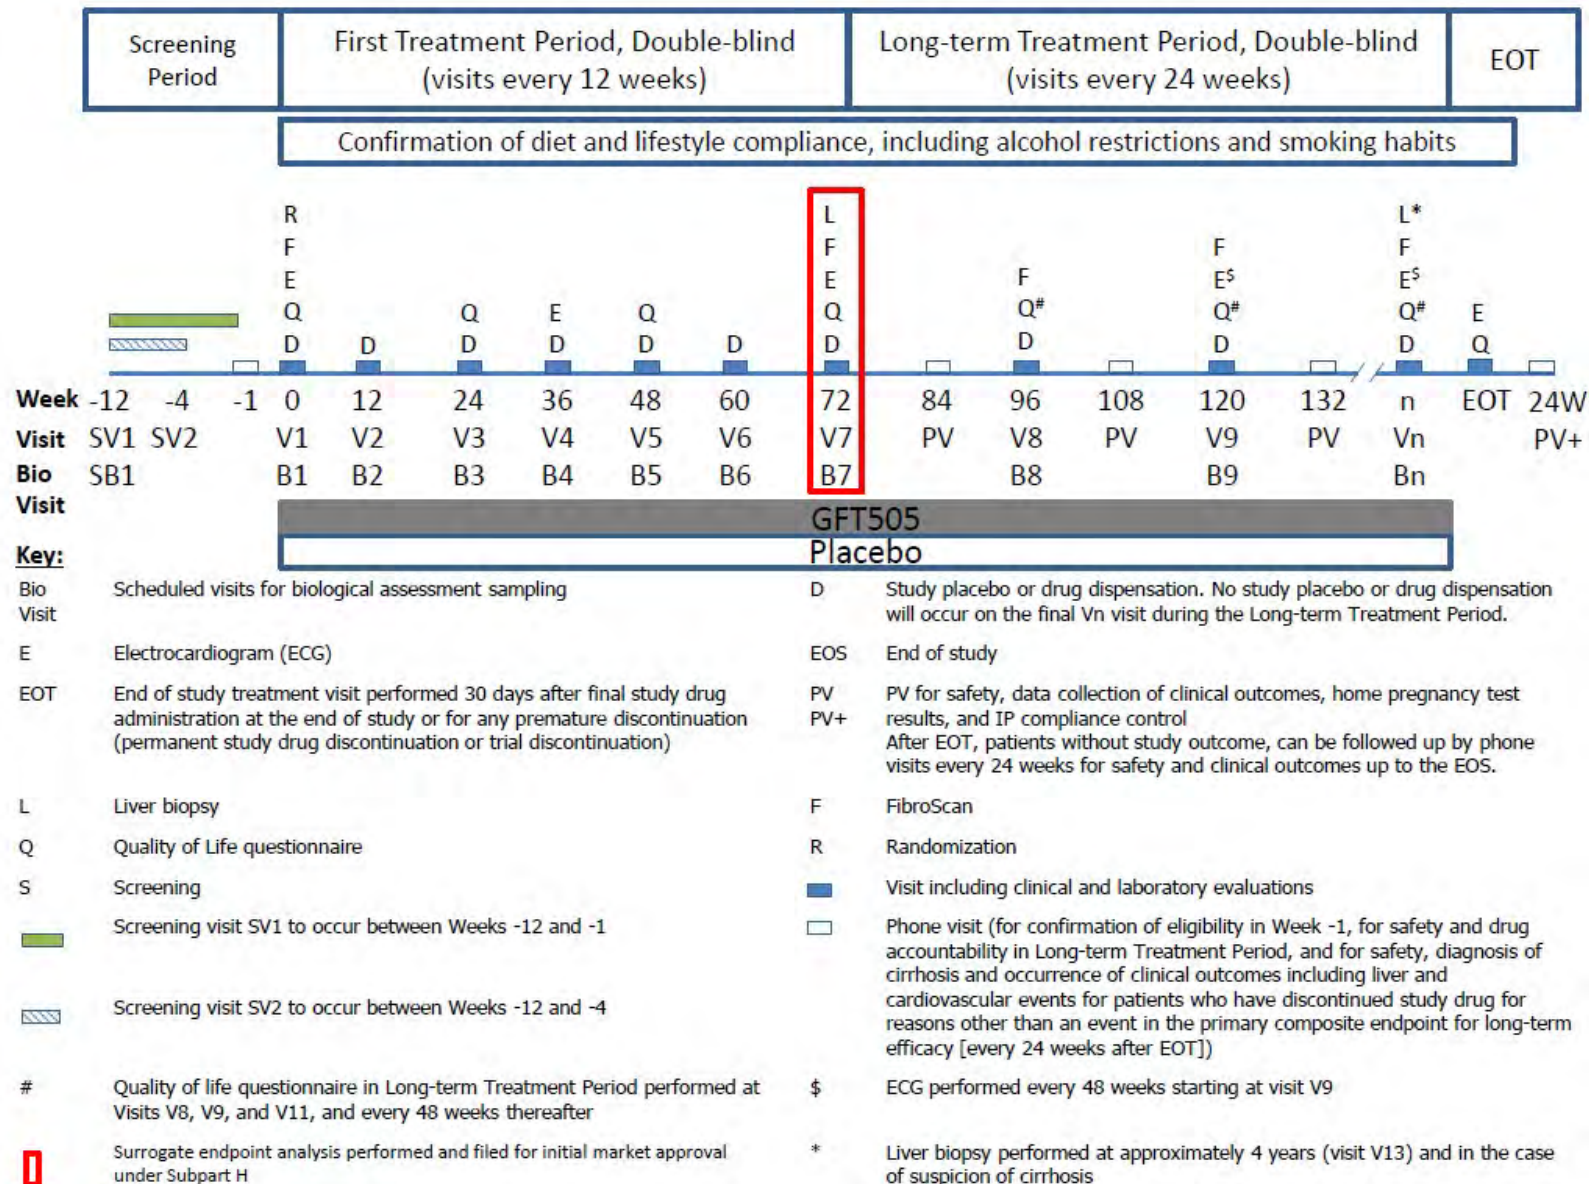 Screening Period
First Treatment Period, Double-blind (visits every 12 weeks)
Long-term Treatment Period, Double-blind (visits every 24 weeks)
EOT
Confirmation of diet and lifestyle compliance, including alcohol restrictions and smoking habits
R L L*
F F F F
E E F E$ E$
Q Q E Q Q Q# Q# Q# E
D D D D D D D D D D Q
Week -12 -4 -1 0 12 24 36 48 60 72 84 96 108 120 132 n EOT 24W
Visit SV1 SV2 V1 V2 V3 V4 V5 V6 V7 PV V8 PV V9 PV Vn PV+
Bio Visit SB1 B1 B2 B3 B4 B5 B6 B7 B8 B9 Bn
GFT505
Placebo
Key:
Bio Visit
Scheduled visits for biological assessment sampling
D
Study placebo or drug dispensation. No study placebo or drug dispensation
will occur on the final Vn visit during the Long-term Treatment Period.
E
Electrocardiogram (ECG)
EOS
End of study
EOT
End of study treatment visit performed 30 days after final study drug
administration at the end of study or for any premature discontinuation
(permanent study drug discontinuation or trial discontinuation)
PV
PV+
PV for safety, data collection of clinical outcomes, home pregnancy test
results, and IP compliance control
After EOT, patients without study outcome, can be followed up by phone
visits every 24 weeks for safety and clinical outcomes up to the EOS.
L
Liver biopsy
F
FibroScan
Q
Quality of Life questionnaire
R
Randomization
S
Screening
Visit including clinical and laboratory evaluations
Screening visit SV1 to occur between Weeks -12 and -1
Phone visit (for confirmation of eligibility in Week -1, for safety and drug
accountability in Long-term Treatment Period, and for safety, diagnosis of
cirrhosis and occurrence of clinical outcomes including liver and
cardiovascular events for patients who have discontinued study drug for
reasons other than an event in the primary composite endpoint for long-term
efficacy [every 24 weeks after EOT])
Screening visit SV2 to occur between Weeks -12 and -4
#
Quality of life questionnaire in Long-term Treatment Period performed at
Visits V8, V9, and V11, and every 48 weeks thereafter
$
ECG performed every 48 weeks starting at visit V9
Surrogate endpoint analysis performed and filed for initial market approval
under Subpart H
*
Liver biopsy performed at approximately 4 years (visit V13) and in the case
of suspicion of cirrhosis